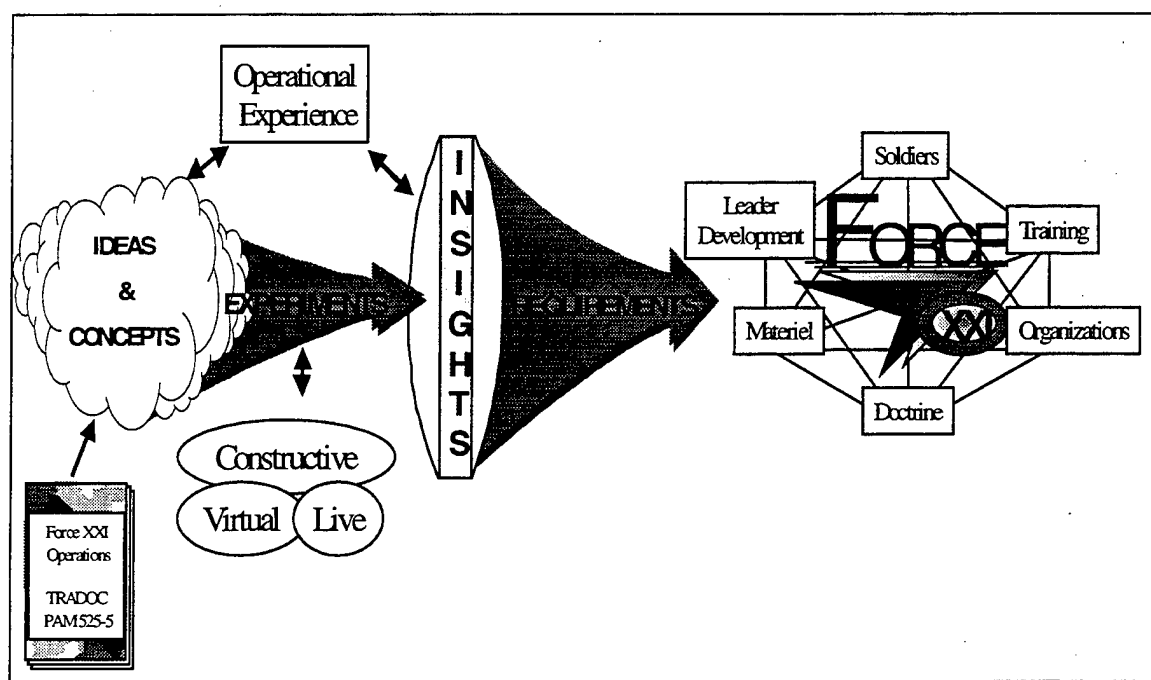 Operational
Experience
IDEAS
&
CONCEPTS
EXPERIMENTS
INSIGHTS
REQUIREMENTS
Constructive
Virtual
Live
Force XXI
Operations
TRADOC
PAM 525-5
Soldiers
Leader
Development
FORCE
Training
Materiel
XXI
Organizations
Doctrine